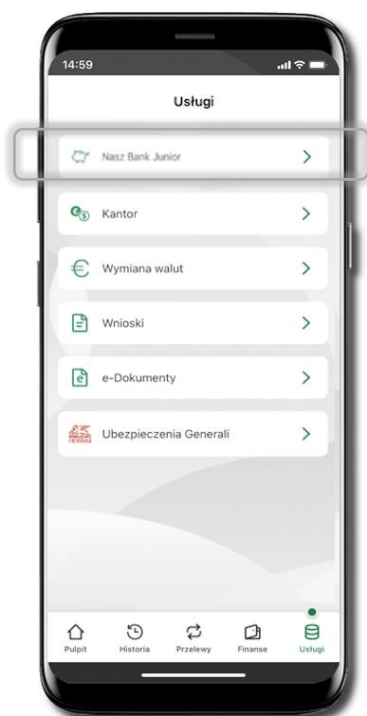 14:59
Usługi
Nasz Bank Junior
Kantor
Wymiana walut
Wnioski
e-Dokumenty
Ubezpieczenia Generali
Pulpit
Historia
Przelewy
Finanse
Usługi